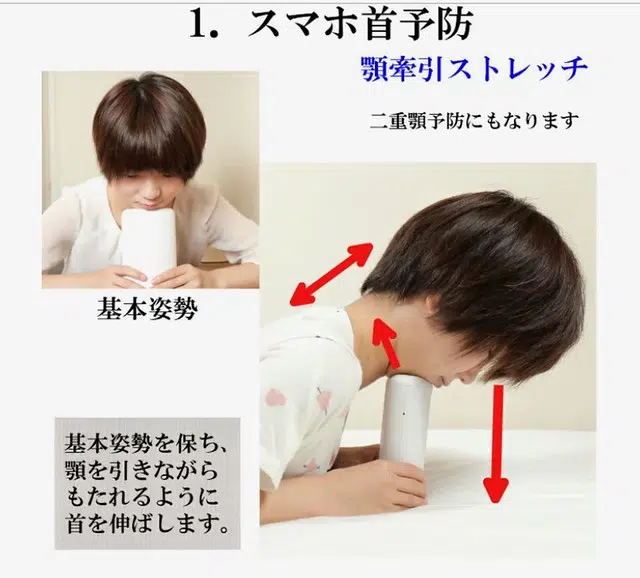 1. スマホ首予防
顎牽引ストレッチ
二重顎予防にもなります
基本姿勢
基本姿勢を保ち、
顎を引きながら
もたれるように
首を伸ばします。